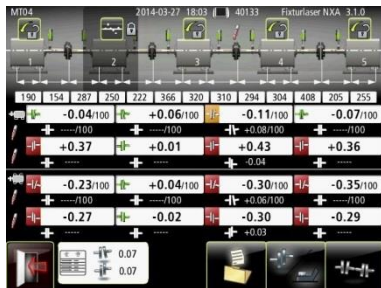 MT04 2014-03-27 18:03 40133 Fixturlaser NXA 3.1.0
1 2 3 4 5
190 154 287 250 222 366 320 310 294 304 408 205 255
-0.04/100 +0.06/100 -0.11/100 -0.07/100
-----/100 -----/100 +0.08/100 -----/100
+0.37 +0.01 +0.43 +0.36
----- ----- -0.04 -----
-0.23/100 +0.04/100 -0.30/100 -0.35/100
-----/100 -----/100 +0.06/100 -----/100
-0.27 -0.02 -0.30 -0.29
----- ----- +0.03 -----
0.07
0.07